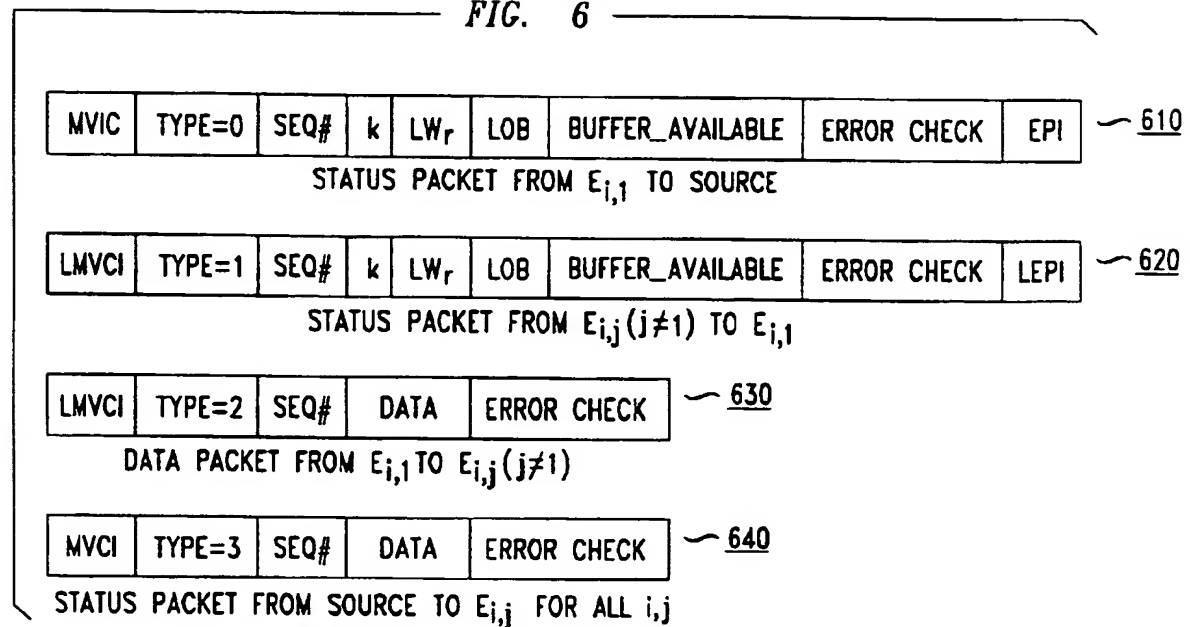 FIG. 6
MVIC TYPE=0 SEQ# k LWr LOB BUFFER_AVAILABLE ERROR CHECK EPI 610
STATUS PACKET FROM Ei,1 TO SOURCE
LMVCI TYPE=1 SEQ# k LWr LOB BUFFER_AVAILABLE ERROR CHECK LEPI 620
STATUS PACKET FROM Ei,j(j≠1) TO Ei,1
LMVCI TYPE=2 SEQ# DATA ERROR CHECK 630
DATA PACKET FROM Ei,1 TO Ei,j(j≠1)
MVCI TYPE=3 SEQ# DATA ERROR CHECK 640
STATUS PACKET FROM SOURCE TO Ei,j FOR ALL i,j